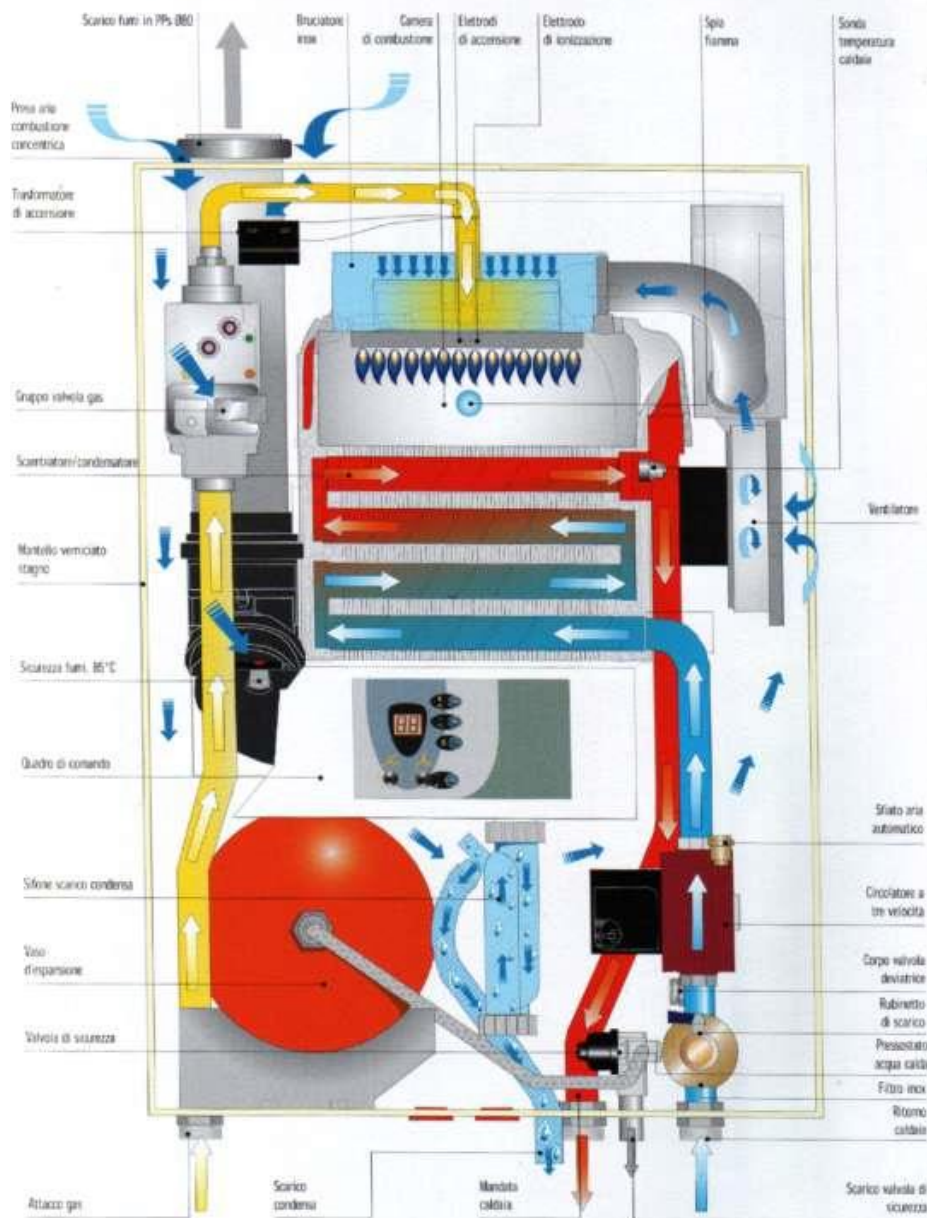 Scarico fumi in PPs Ø80
Bruciatore
inox
Camera
di combustione
Elettrodi
di accensione
Elettrodo
di ionizzazione
Spia
fiamma
Sonda
temperatura
caldaia
Presa aria
combustione
concentrica
Trasformatore
di accensione
Gruppo valvola gas
Scambiatore/condensatore
Mantello verniciato
stagno
Ventilatore
Sicurezza fumi. 85°C
Quadro di comando
Sfiato aria
automatico
Sifone scarico condensa
Circolatore a
tre velocità
Vaso
d'espansione
Corpo valvola
deviatrice
Rubinetto
di scarico
Valvola di sicurezza
Pressostato
acqua calda
Filtro inox
Ritorno
caldaia
Attacco gas
Scarico
condensa
Mandata
caldaia
Scarico valvola di
sicurezza